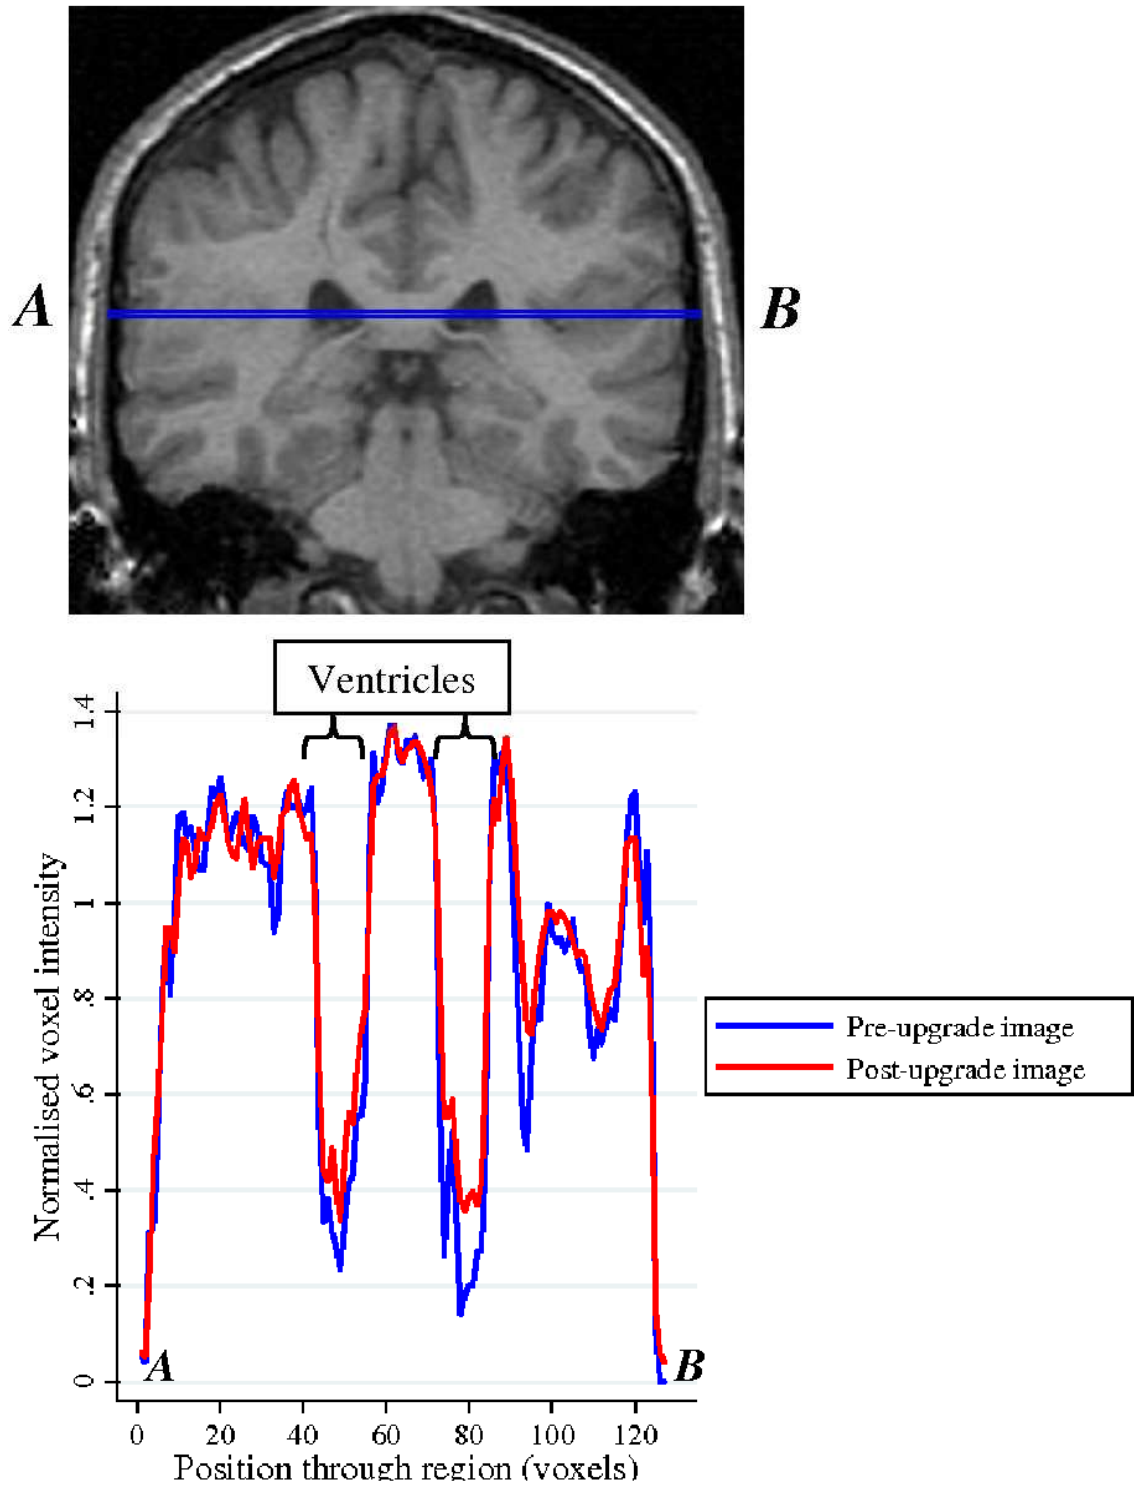 A
B
Ventricles
1.4
1.2
1
.8
.6
.4
.2
0
Normalised voxel intensity
A
B
0 20 40 60 80 100 120
Position through region (voxels)
Pre-upgrade image
Post-upgrade image